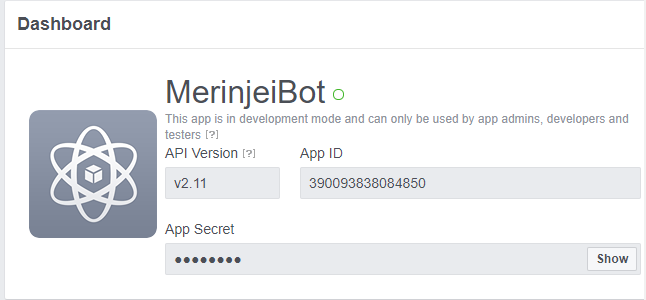 Dashboard
MerinjeiBot
This app is in development mode and can only be used by app admins, developers and
testers [?]
API Version [?] App ID
v2.11 390093838084850
App Secret
●●●●●●●● Show